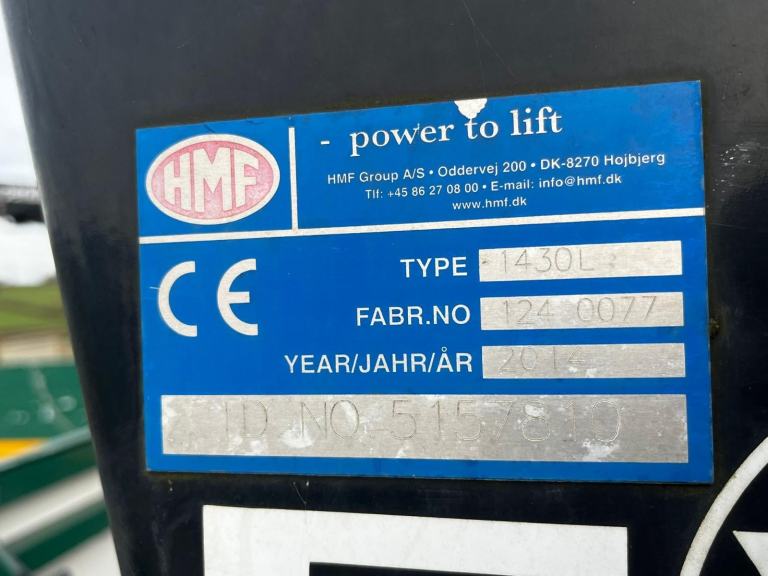 HMF
- power to lift
HMF Group A/S • Oddervej 200 • DK-8270 Højbjerg
Tlf: +45 86 27 08 00 • E-mail: info@hmf.dk
www.hmf.dk
CE
TYPE 1430L
FABR.NO 124 0077
YEAR/JAHR/ÅR 2014
ID NO 5157810